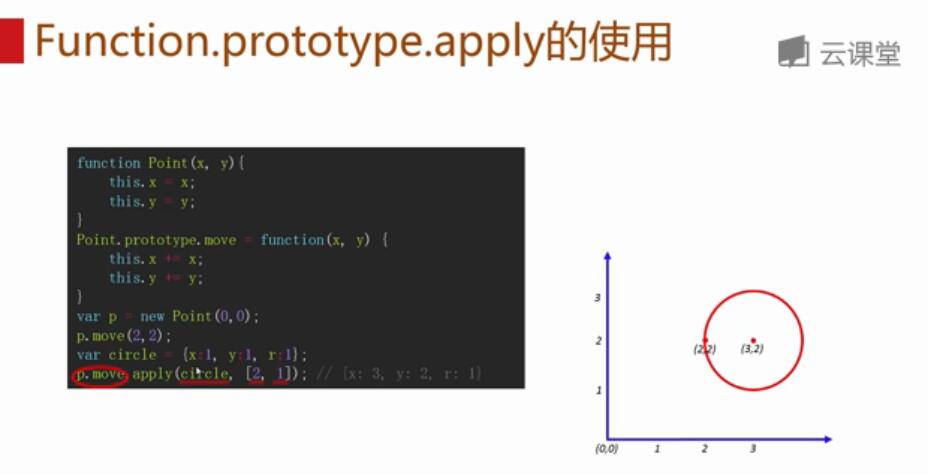 Function.prototype.apply的使用
云课堂
function Point(x, y){
    this.x = x;
    this.y = y;
}
Point.prototype.move = function(x, y) {
    this.x += x;
    this.y += y;
}
var p = new Point(0,0);
p.move(2,2);
var circle = {x:1, y:1, r:1};
p.move.apply(circle, [2, 1]); // {x: 3, y: 2, r: 1}
3
2
(2,2)
(3,2)
1
(0,0)
1
2
3